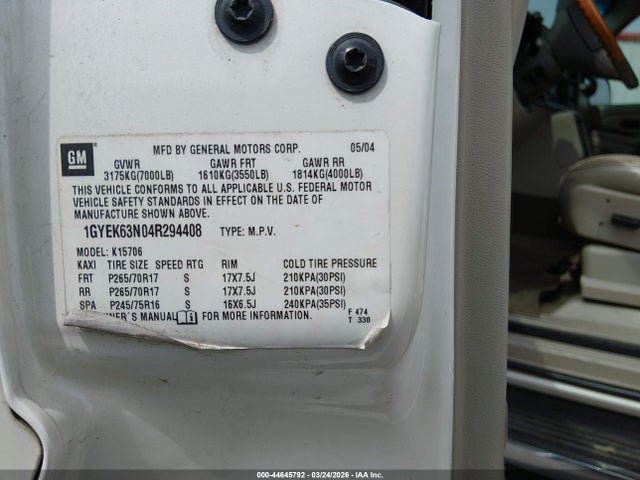 GM
MFD BY GENERAL MOTORS CORP. 05/04
GVWR GAWR FRT GAWR RR
3175KG(7000LB) 1610KG(3550LB) 1814KG(4000LB)
THIS VEHICLE CONFORMS TO ALL APPLICABLE U.S. FEDERAL MOTOR
VEHICLE SAFETY STANDARDS IN EFFECT ON THE DATE OF
MANUFACTURE SHOWN ABOVE.
1GYEK63N04R294408 TYPE: M.P.V.
MODEL: K15706
KAXI TIRE SIZE SPEED RTG RIM COLD TIRE PRESSURE
FRT P265/70R17 S 17X7.5J 210KPA(30PSI)
RR P265/70R17 S 17X7.5J 210KPA(30PSI)
SPA P245/75R16 S 16X6.5J 240KPA(35PSI)
NER'S MANUAL FOR MORE INFORMATION. F 474
T 330
000-44645792 - 03/24/2026 - IAA Inc.